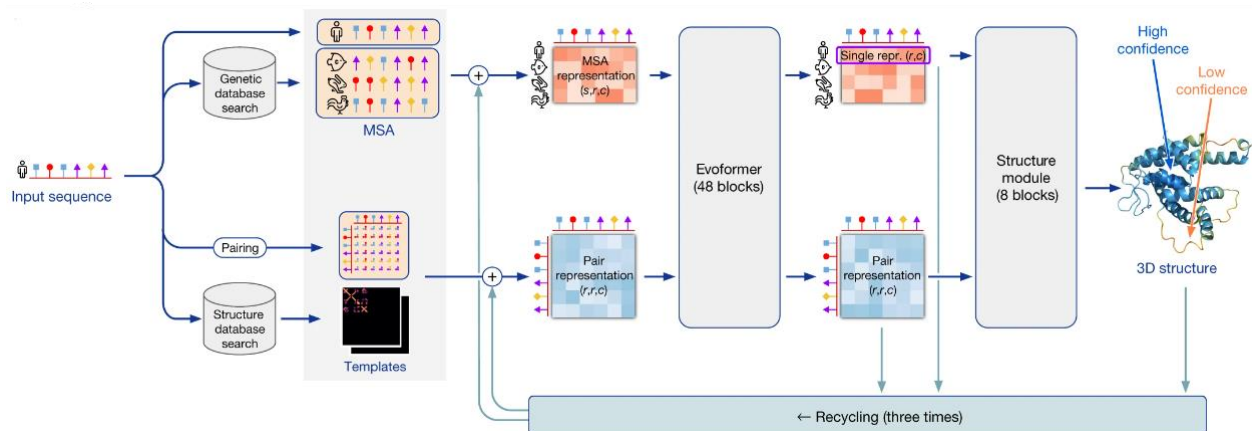 Input sequence
Genetic
database
search
MSA
Pairing
Structure
database
search
Templates
+
+
MSA
representation
(s,r,c)
Pair
representation
(r,r,c)
Evoformer
(48 blocks)
Single repr. (r,c)
Pair
representation
(r,r,c)
Structure
module
(8 blocks)
High
confidence
Low
confidence
3D structure
← Recycling (three times)